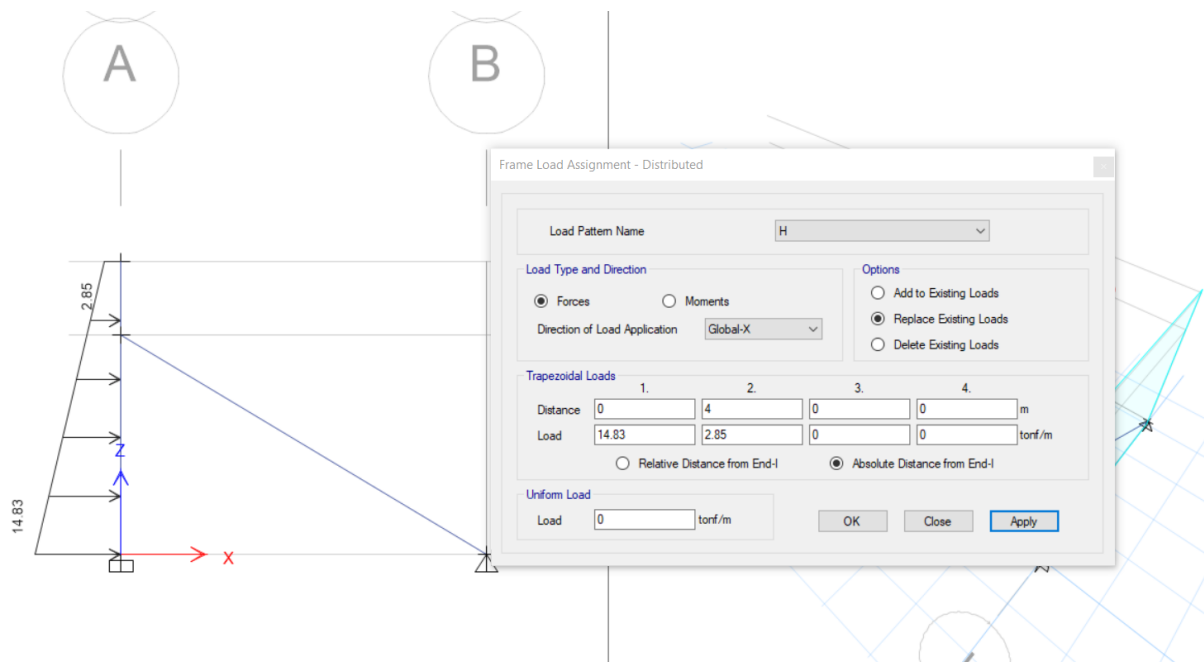 A B
Frame Load Assignment - Distributed
Load Pattern Name H
Load Type and Direction
Forces Moments
Direction of Load Application Global-X
Options
Add to Existing Loads
Replace Existing Loads
Delete Existing Loads
Trapezoidal Loads
1. 2. 3. 4.
Distance 0 4 0 0 m
Load 14.83 2.85 0 0 tonf/m
Relative Distance from End-I Absolute Distance from End-I
Uniform Load
Load 0 tonf/m
OK Close Apply
2.85
14.83
Z
X